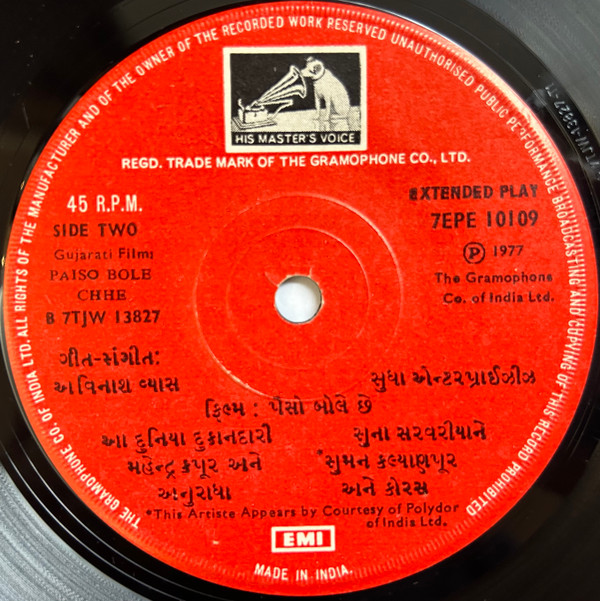 THE GRAMOPHONE CO. OF INDIA LTD. ALL RIGHTS OF THE MANUFACTURER AND OF THE OWNER OF THE RECORDED WORK RESERVED UNAUTHORISED PUBLIC PERFORMANCE BROADCASTING AND COPYING OF THIS RECORD PROHIBITED
HIS MASTER'S VOICE
REGD. TRADE MARK OF THE GRAMOPHONE CO., LTD.
45 R.P.M.
SIDE TWO
Gujarati Film:
PAISO BOLE
CHHE
B 7TJW 13827
EXTENDED PLAY
7EPE 10109
Ⓟ 1977
The Gramophone
Co. of India Ltd.
ગીત-સંગીત:
અવિનાશ વ્યાસ
સુધા એન્ટરપ્રાઈઝીઝ
ફિલ્મ : પૈસો બોલે છે
આ દુનિયા દુકાનદારી
મહેન્દ્ર કપૂર અને
અનુરાધા
સુના સરવરીયાને
*સુમન કલ્યાણપૂર
અને કોરસ
*This Artiste Appears by Courtesy of Polydor
of India Ltd.
EMI
MADE IN INDIA.